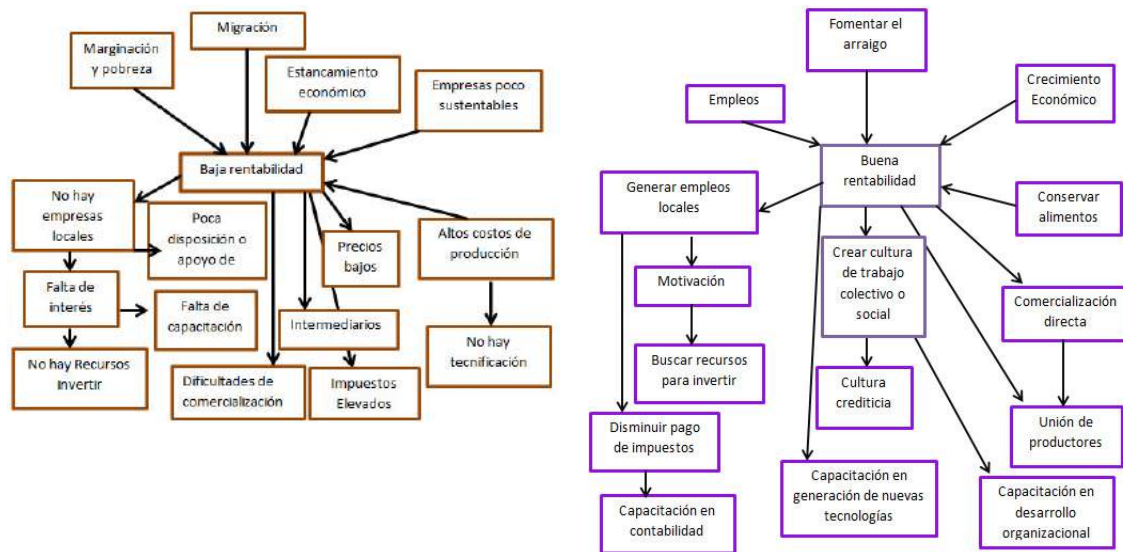 Migración
Marginación
y pobreza
Estancamiento
económico
Empresas poco
sustentables
Baja rentabilidad
No hay
empresas
locales
Poca
disposición o
apoyo de
Precios
bajos
Altos costos de
producción
Falta de
interés
Falta de
capacitación
Intermediarios
No hay
tecnificación
No hay Recursos
invertir
Dificultades de
comercialización
Impuestos
Elevados
Fomentar el
arraigo
Empleos
Crecimiento
Económico
Buena
rentabilidad
Generar empleos
locales
Conservar
alimentos
Crear cultura
de trabajo
colectivo o
social
Motivación
Comercialización
directa
Buscar recursos
para invertir
Cultura
crediticia
Disminuir pago
de impuestos
Unión de
productores
Capacitación en
generación de nuevas
tecnologías
Capacitación en
desarrollo
organizacional
Capacitación en
contabilidad